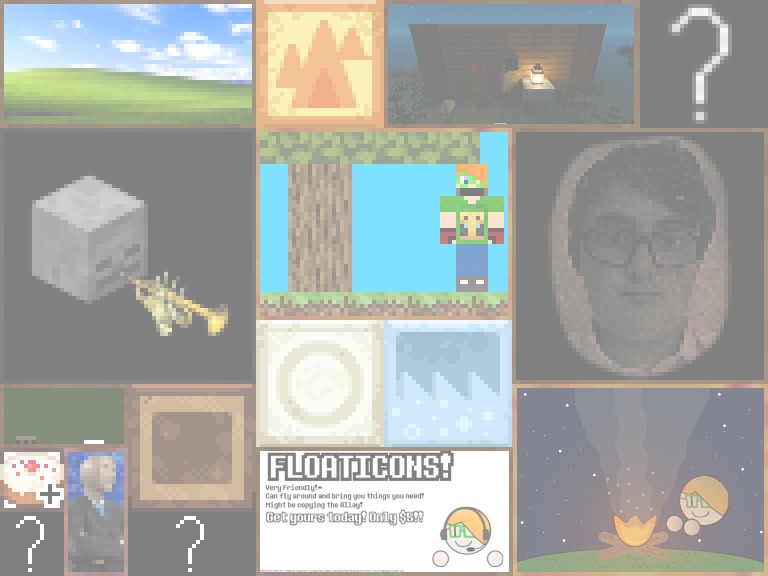 ?
FLOATICONS!
Very Friendly!*
Can fly around and bring you things you need!
Might be copying the Allay!
Get yours today! Only $5!!
?
?